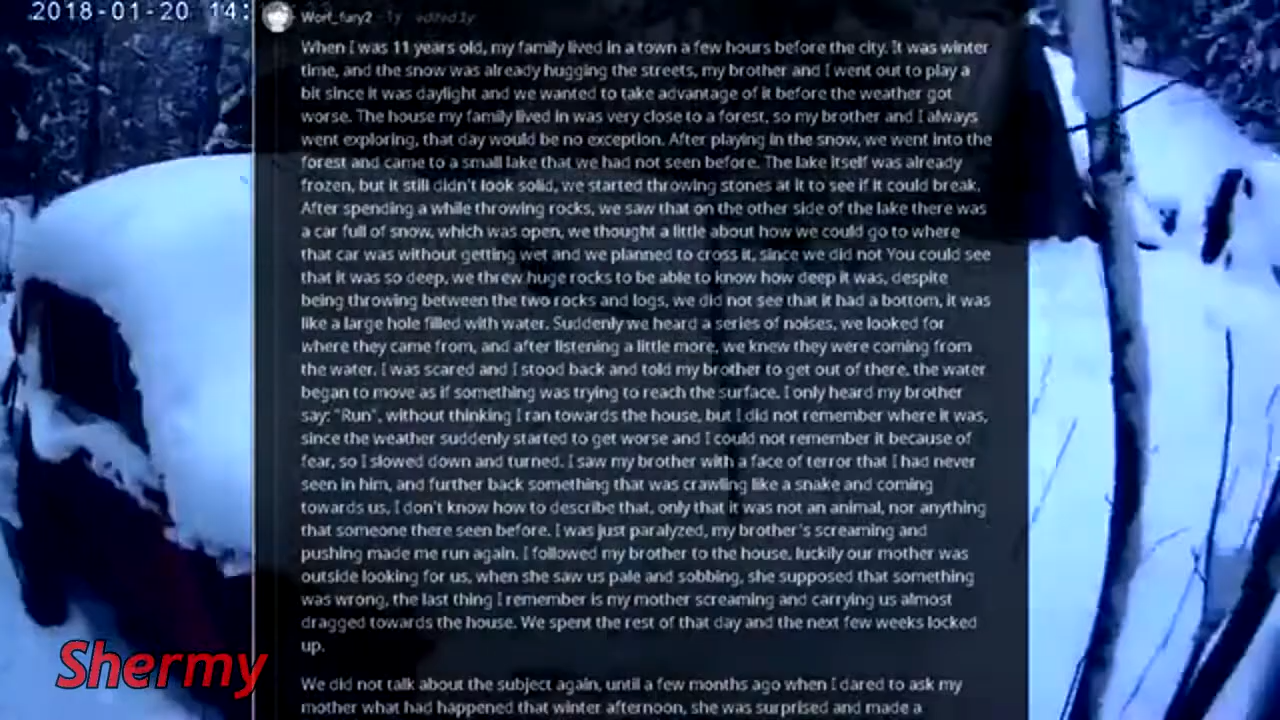 2018-01-20 14:
Worf_fury2 · 1y · edited 1y
When I was 11 years old, my family lived in a town a few hours before the city. It was winter
time, and the snow was already hugging the streets, my brother and I went out to play a
bit since it was daylight and we wanted to take advantage of it before the weather got
worse. The house my family lived in was very close to a forest, so my brother and I always
went exploring, that day would be no exception. After playing in the snow, we went into the
forest and came to a small lake that we had not seen before. The lake itself was already
frozen, but it still didn't look solid, we started throwing stones at it to see if it could break.
After spending a while throwing rocks, we saw that on the other side of the lake there was
a car full of snow, which was open, we thought a little about how we could go to where
that car was without getting wet and we planned to cross it, since we did not You could see
that it was so deep, we threw huge rocks to be able to know how deep it was, despite
being throwing between the two rocks and logs, we did not see that it had a bottom, it was
like a large hole filled with water. Suddenly we heard a series of noises, we looked for
where they came from, and after listening a little more, we knew they were coming from
the water. I was scared and I stood back and told my brother to get out of there, the water
began to move as if something was trying to reach the surface. I only heard my brother
say: "Run", without thinking I ran towards the house, but I did not remember where it was,
since the weather suddenly started to get worse and I could not remember it because of
fear, so I slowed down and turned. I saw my brother with a face of terror that I had never
seen in him, and further back something that was crawling like a snake and coming
towards us, I don't know how to describe that, only that it was not an animal, nor anything
that someone there seen before. I was just paralyzed, my brother's screaming and
pushing made me run again. I followed my brother to the house, luckily our mother was
outside looking for us, when she saw us pale and sobbing, she supposed that something
was wrong, the last thing I remember is my mother screaming and carrying us almost
dragged towards the house. We spent the rest of that day and the next few weeks locked
up.
We did not talk about the subject again, until a few months ago when I dared to ask my
mother what had happened that winter afternoon, she was surprised and made a
Shermy